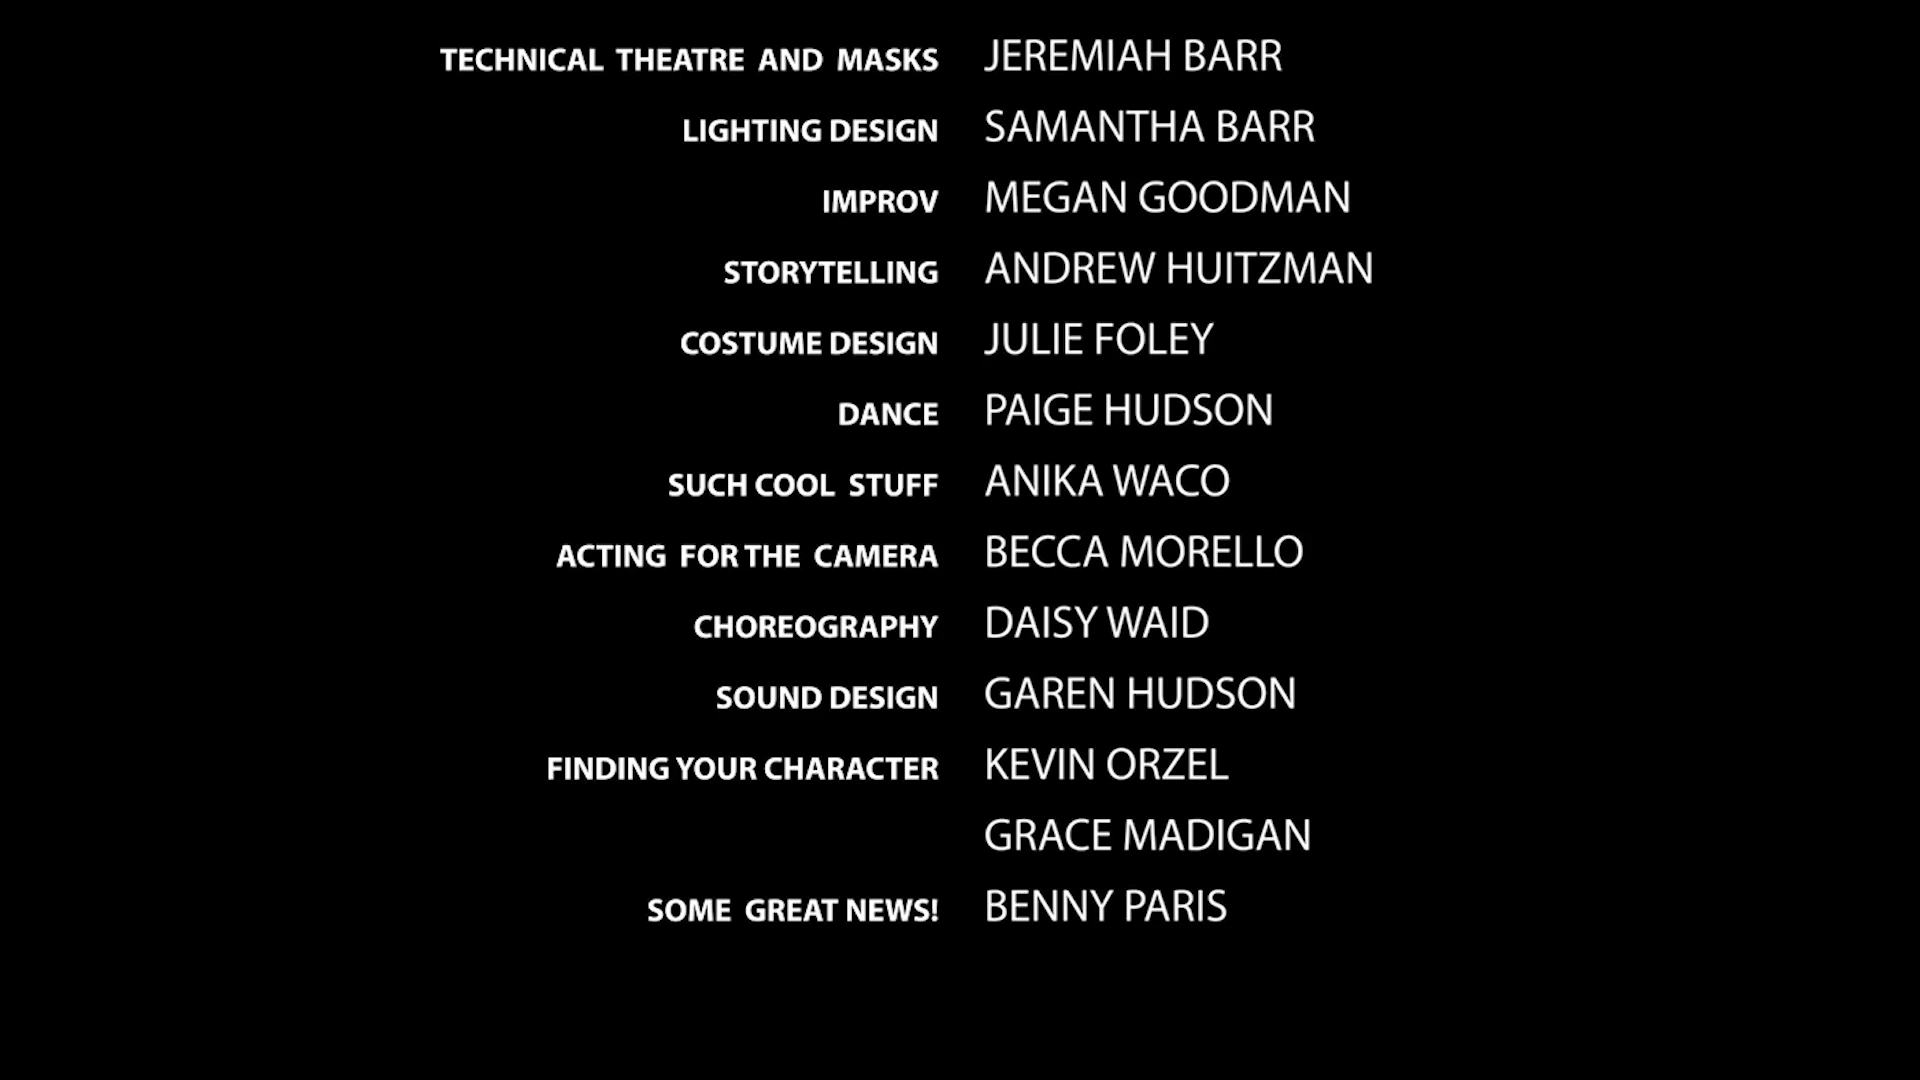 TECHNICAL THEATRE AND MASKS JEREMIAH BARR
LIGHTING DESIGN SAMANTHA BARR
IMPROV MEGAN GOODMAN
STORYTELLING ANDREW HUITZMAN
COSTUME DESIGN JULIE FOLEY
DANCE PAIGE HUDSON
SUCH COOL STUFF ANIKA WACO
ACTING FOR THE CAMERA BECCA MORELLO
CHOREOGRAPHY DAISY WAID
SOUND DESIGN GAREN HUDSON
FINDING YOUR CHARACTER KEVIN ORZEL
GRACE MADIGAN
SOME GREAT NEWS! BENNY PARIS